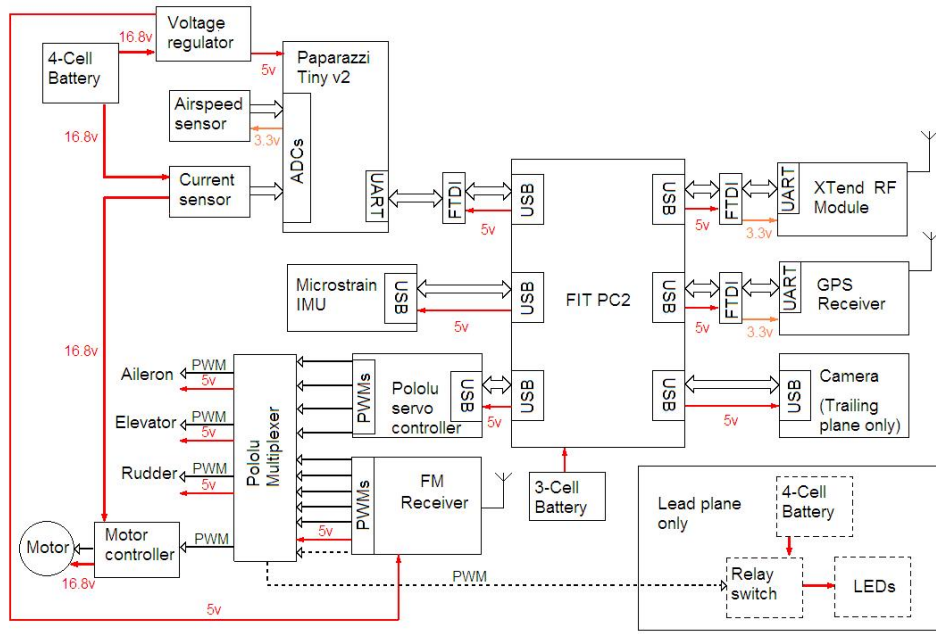 Voltage
regulator
16.8v
4-Cell
Battery
5v
Paparazzi
Tiny v2
Airspeed
sensor
3.3v
16.8v
ADCs
Current
sensor
UART
FTDI
5v
USB
USB
5v
FTDI
3.3v
UART
XTend RF
Module
Microstrain
IMU
USB
5v
USB
FIT PC2
USB
5v
FTDI
3.3v
UART
GPS
Receiver
16.8v
Aileron
PWM
5v
Elevator
PWM
5v
Rudder
PWM
5v
Pololu
Multiplexer
PWMs
Pololu
servo
controller
USB
5v
USB
USB
5v
USB
Camera
(Trailing
plane only)
PWMs
FM
Receiver
5v
3-Cell
Battery
Motor
16.8v
Motor
controller
PWM
PWM
5v
Lead plane
only
4-Cell
Battery
Relay
switch
LEDs